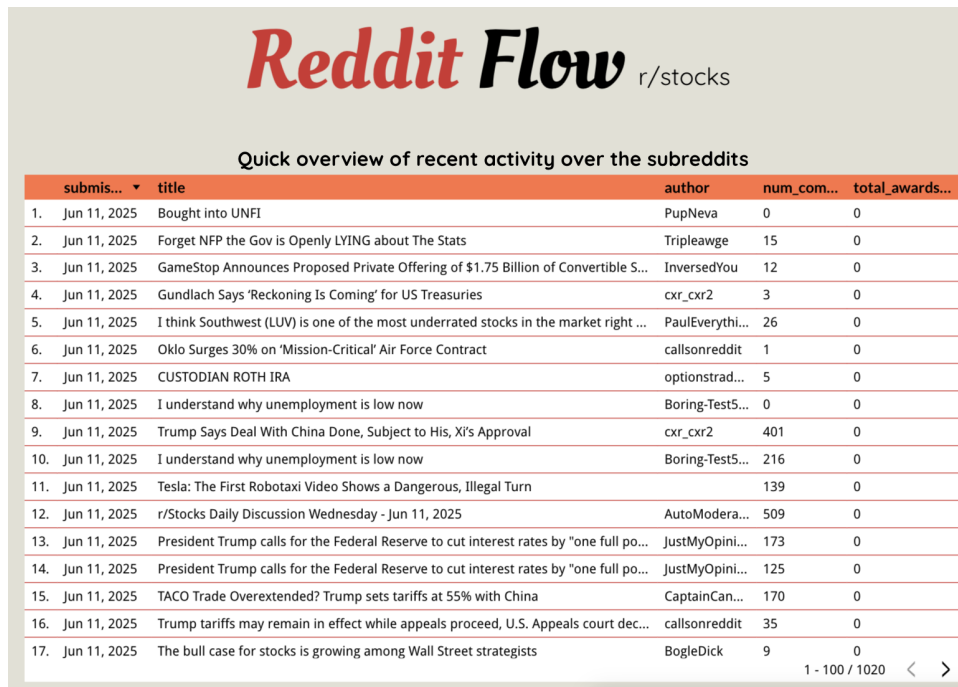 Reddit Flow r/stocks
Quick overview of recent activity over the subreddits
submis... title author num_com... total_awards...
1. Jun 11, 2025 Bought into UNFI PupNeva 0 0
2. Jun 11, 2025 Forget NFP the Gov is Openly LYING about The Stats Tripleawge 15 0
3. Jun 11, 2025 GameStop Announces Proposed Private Offering of $1.75 Billion of Convertible S... InversedYou 12 0
4. Jun 11, 2025 Gundlach Says ‘Reckoning Is Coming’ for US Treasuries cxr_cxr2 3 0
5. Jun 11, 2025 I think Southwest (LUV) is one of the most underrated stocks in the market right ... PaulEverythi... 26 0
6. Jun 11, 2025 Oklo Surges 30% on ‘Mission-Critical’ Air Force Contract callsonreddit 1 0
7. Jun 11, 2025 CUSTODIAN ROTH IRA optionstrad... 5 0
8. Jun 11, 2025 I understand why unemployment is low now Boring-Test5... 0 0
9. Jun 11, 2025 Trump Says Deal With China Done, Subject to His, Xi’s Approval cxr_cxr2 401 0
10. Jun 11, 2025 I understand why unemployment is low now Boring-Test5... 216 0
11. Jun 11, 2025 Tesla: The First Robotaxi Video Shows a Dangerous, Illegal Turn 139 0
12. Jun 11, 2025 r/Stocks Daily Discussion Wednesday - Jun 11, 2025 AutoModera... 509 0
13. Jun 11, 2025 President Trump calls for the Federal Reserve to cut interest rates by "one full po... JustMyOpini... 173 0
14. Jun 11, 2025 President Trump calls for the Federal Reserve to cut interest rates by "one full po... JustMyOpini... 125 0
15. Jun 11, 2025 TACO Trade Overextended? Trump sets tariffs at 55% with China CaptainCan... 170 0
16. Jun 11, 2025 Trump tariffs may remain in effect while appeals proceed, U.S. Appeals court dec... callsonreddit 35 0
17. Jun 11, 2025 The bull case for stocks is growing among Wall Street strategists BogleDick 9 0
1 - 100 / 1020